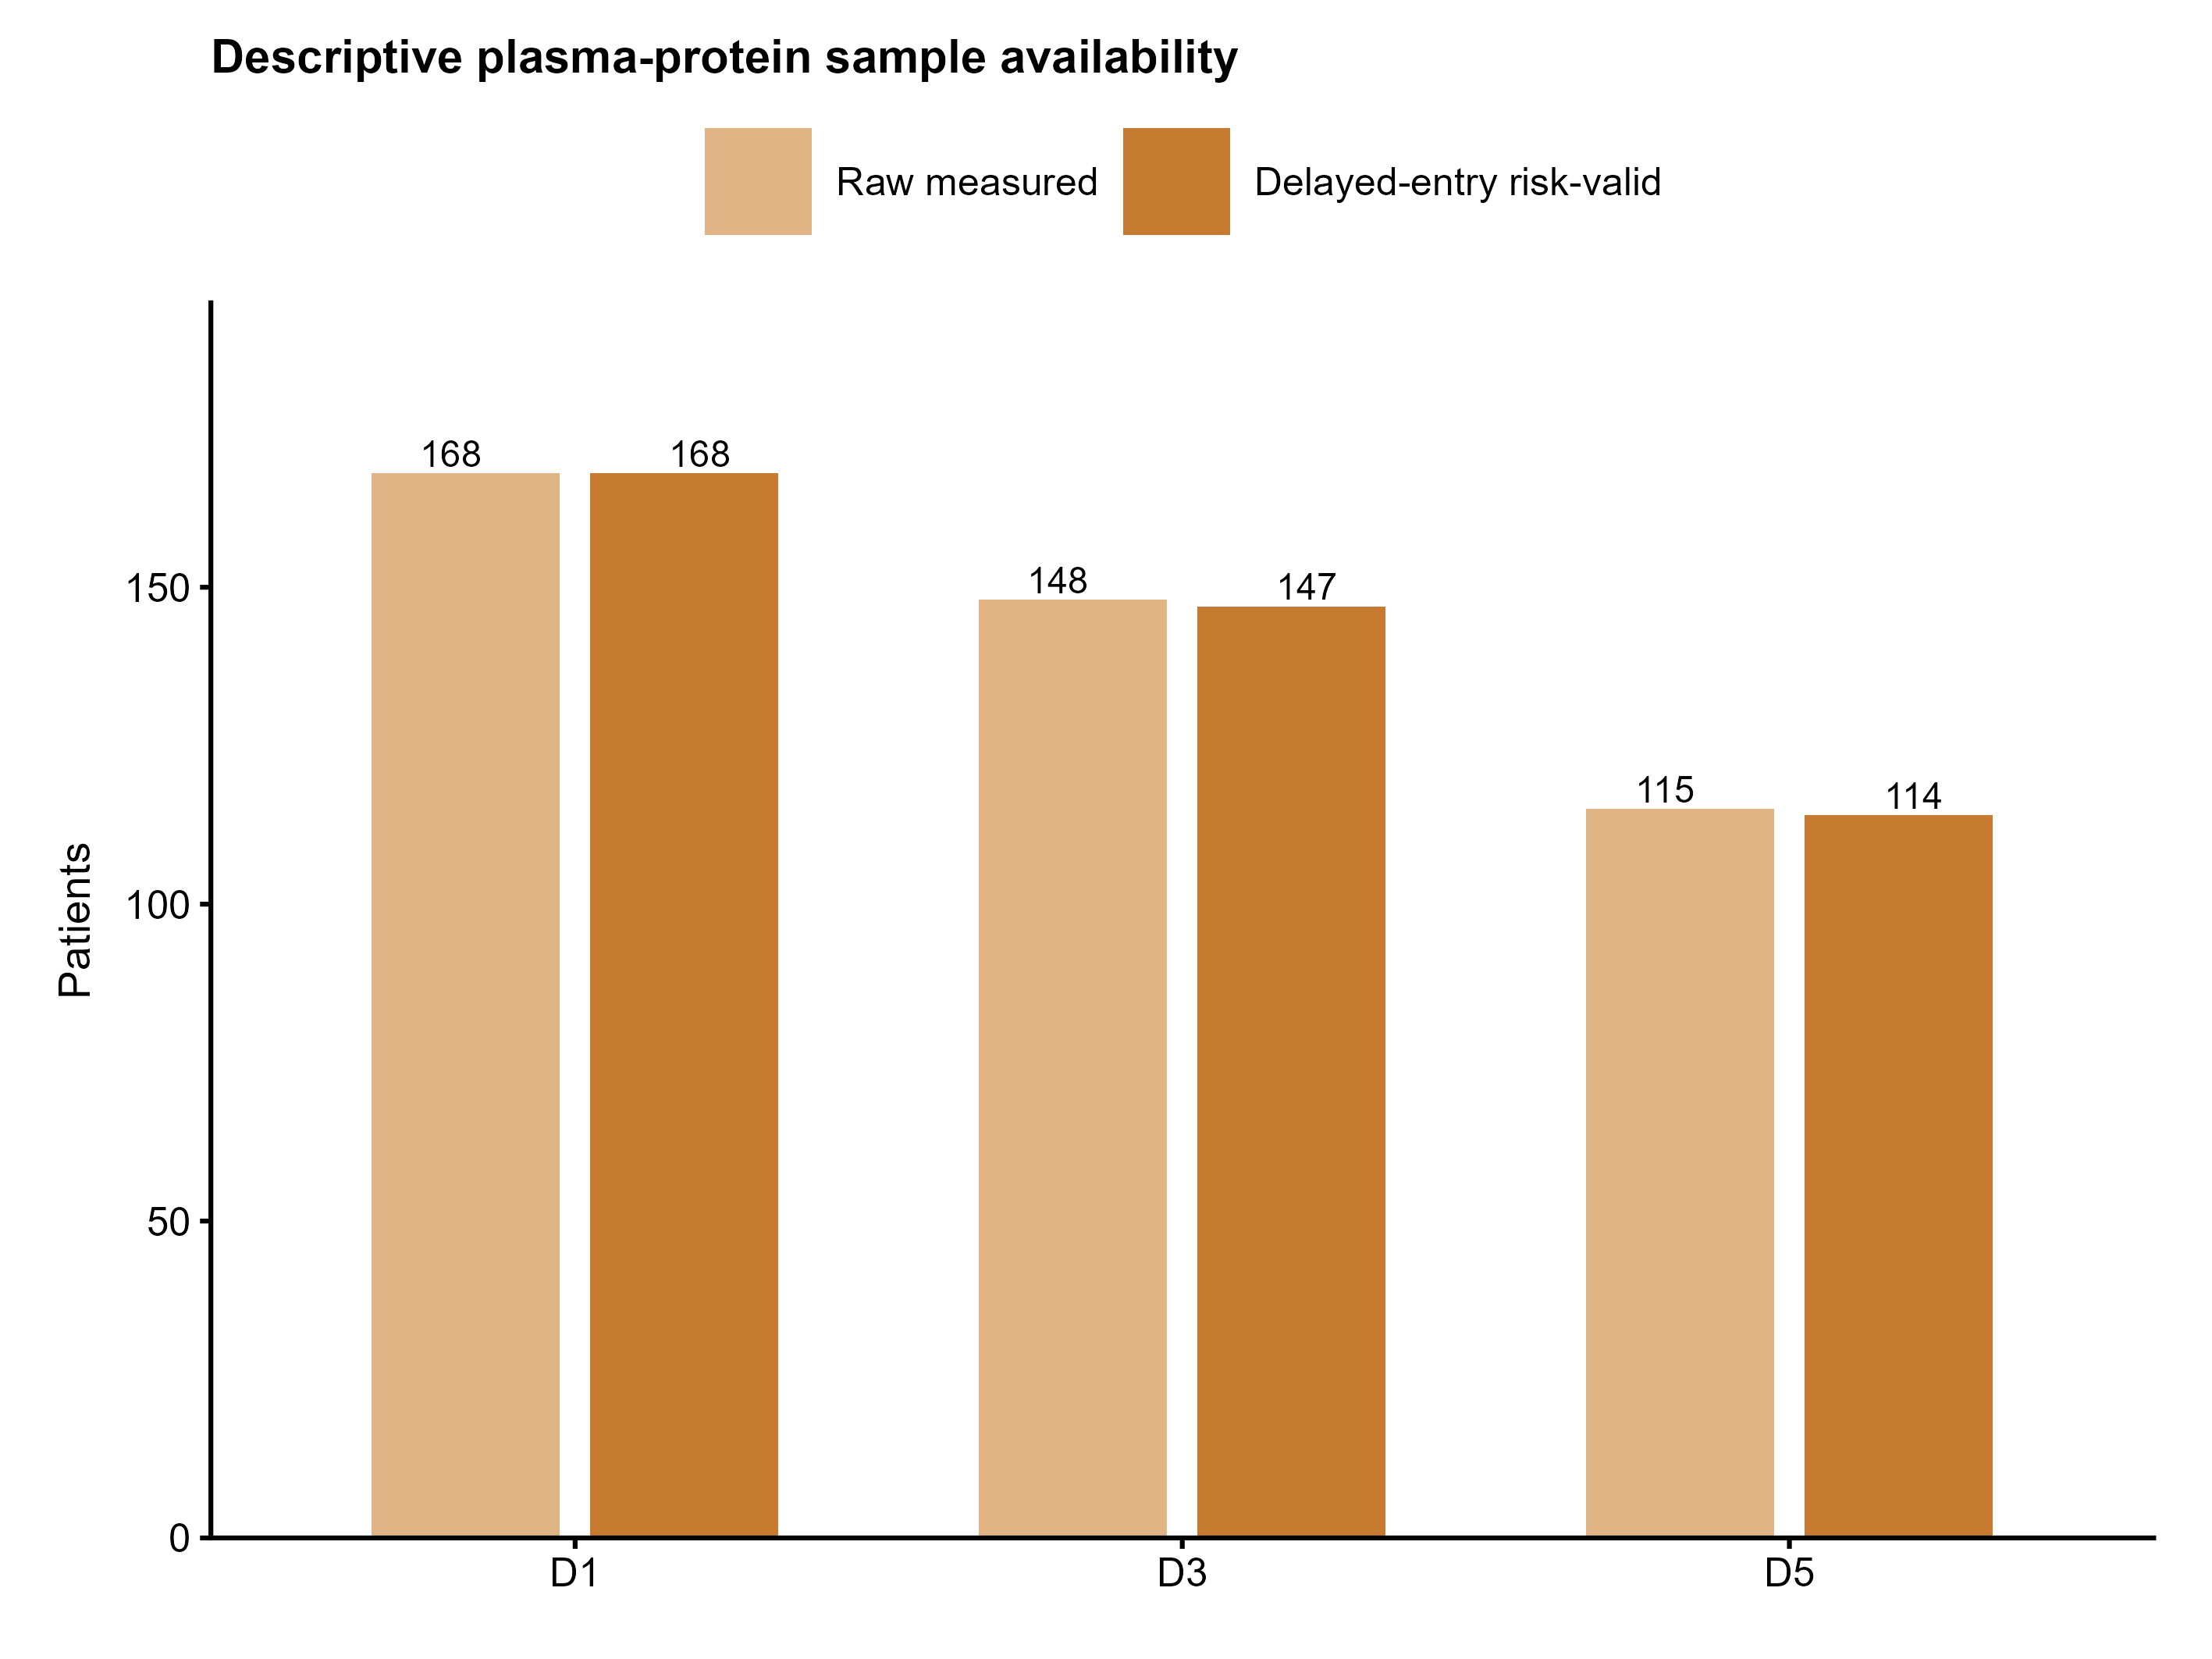 Descriptive plasma-protein sample availability
Raw measured
Delayed-entry risk-valid
168
168
148
147
115
114
150
100
50
0
Patients
D1
D3
D5